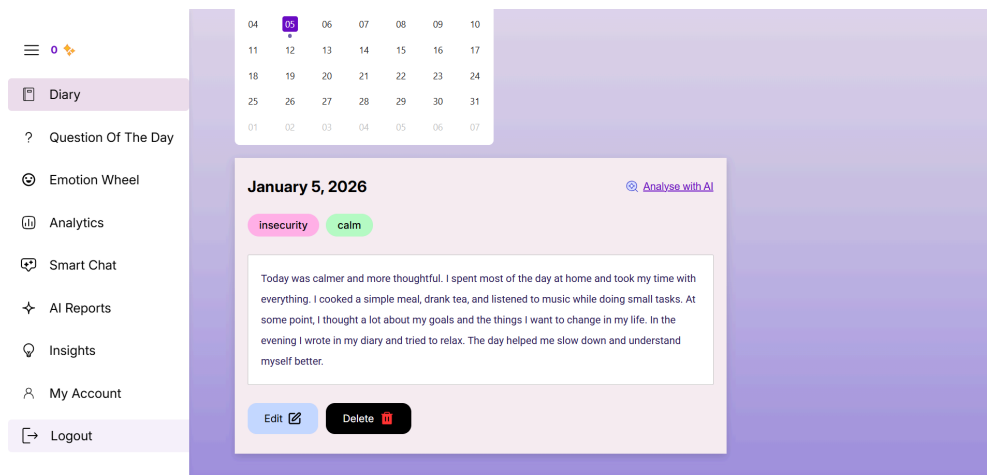 0
Diary
Question Of The Day
Emotion Wheel
Analytics
Smart Chat
AI Reports
Insights
My Account
Logout
04 05 06 07 08 09 10
11 12 13 14 15 16 17
18 19 20 21 22 23 24
25 26 27 28 29 30 31
01 02 03 04 05 06 07
January 5, 2026
Analyse with AI
insecurity calm
Today was calmer and more thoughtful. I spent most of the day at home and took my time with
everything. I cooked a simple meal, drank tea, and listened to music while doing small tasks. At
some point, I thought a lot about my goals and the things I want to change in my life. In the
evening I wrote in my diary and tried to relax. The day helped me slow down and understand
myself better.
Edit Delete